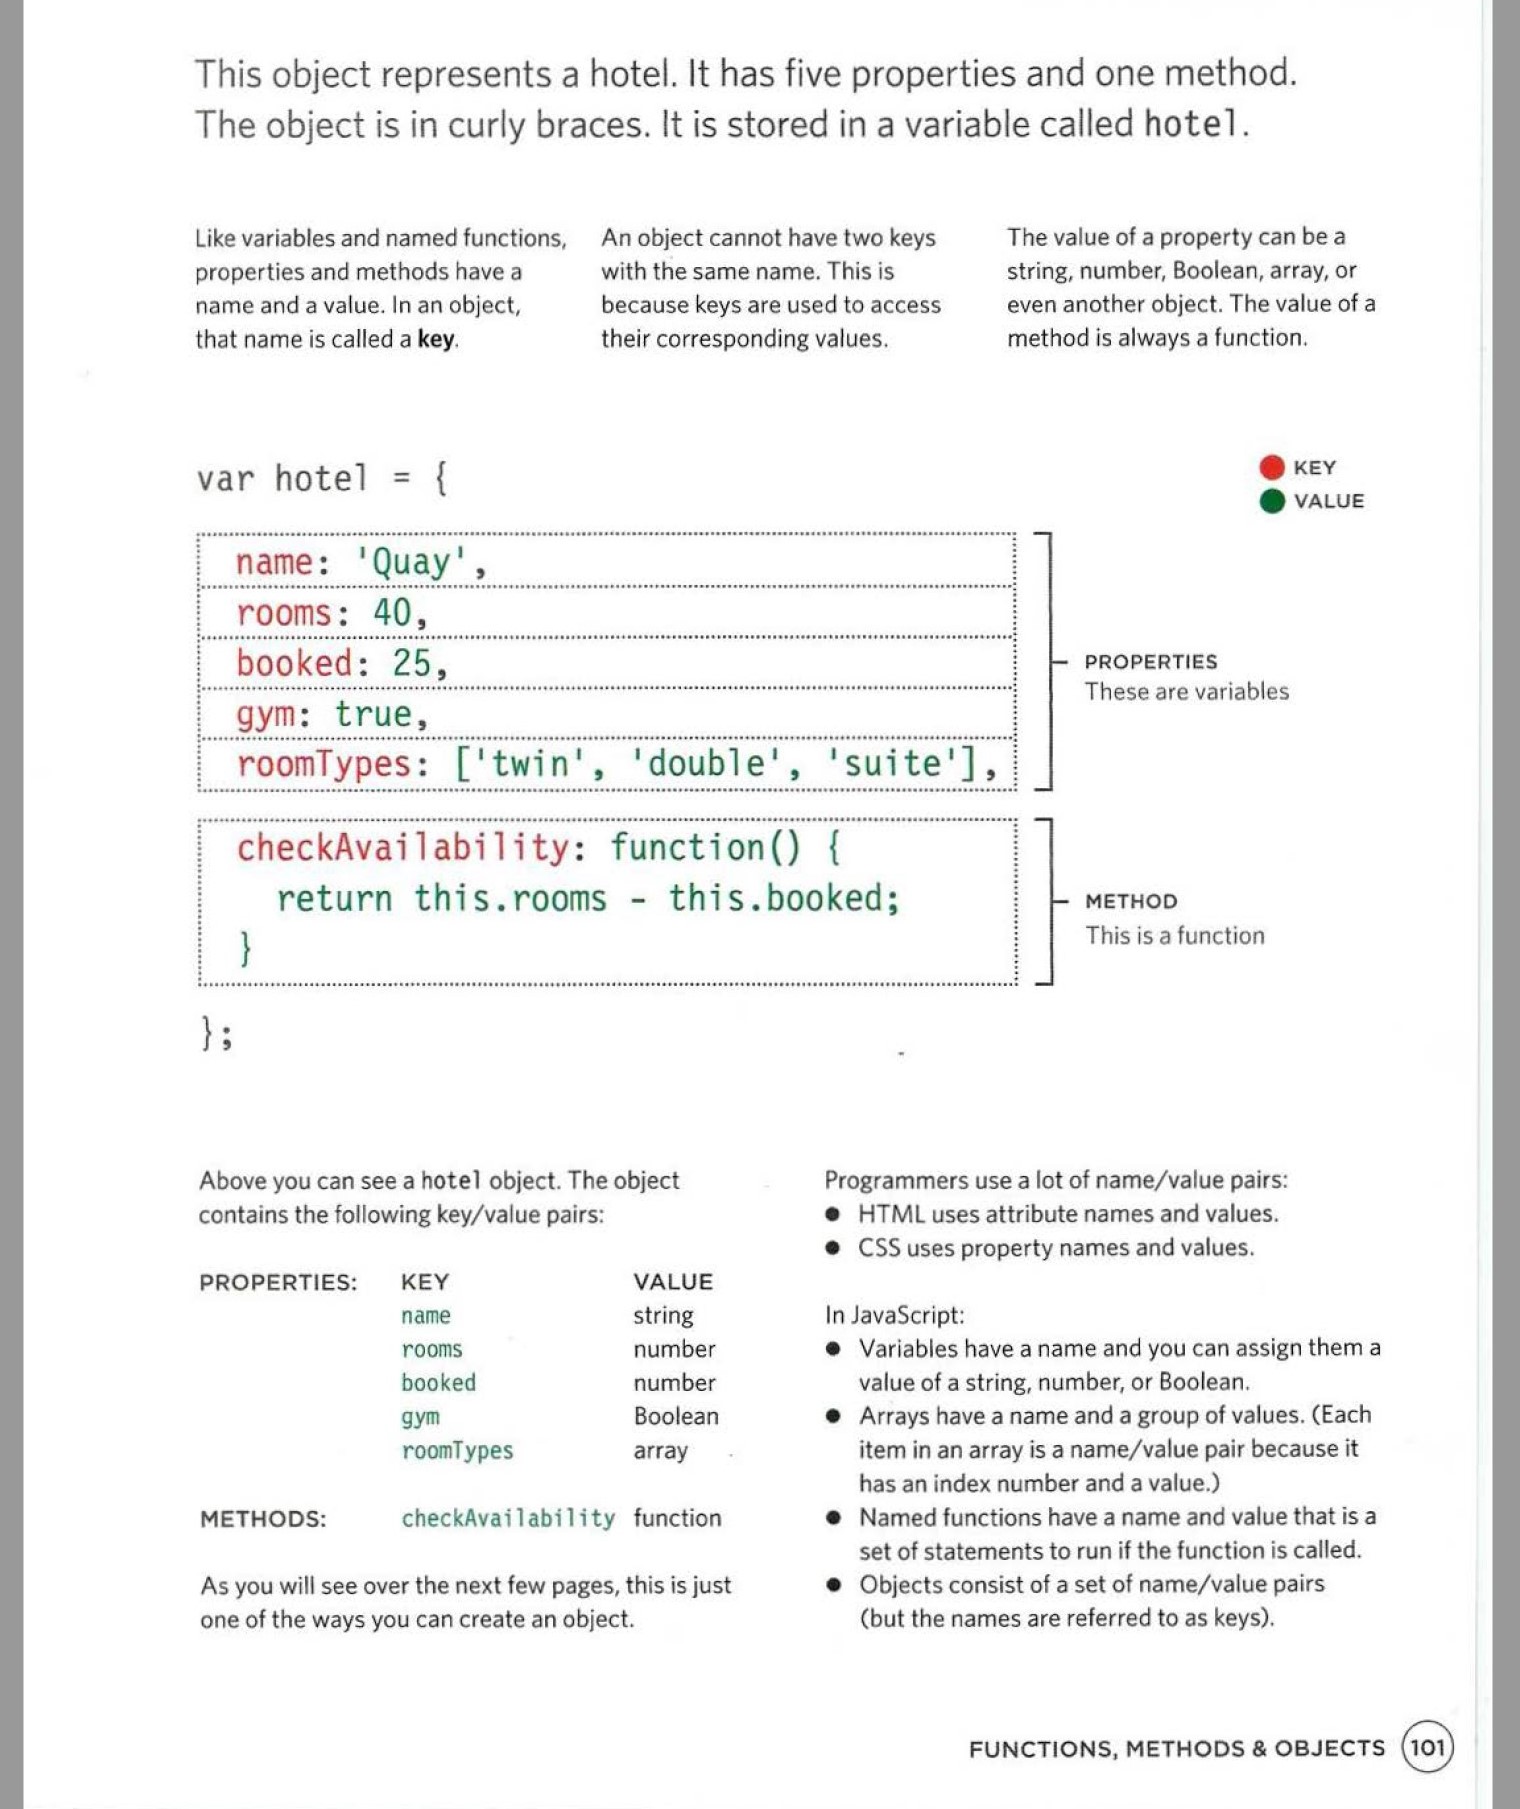 This object represents a hotel. It has five properties and one method.
The object is in curly braces. It is stored in a variable called hotel.
Like variables and named functions,
properties and methods have a
name and a value. In an object,
that name is called a key.
An object cannot have two keys
with the same name. This is
because keys are used to access
their corresponding values.
The value of a property can be a
string, number, Boolean, array, or
even another object. The value of a
method is always a function.
var hotel = {
KEY
VALUE
name: 'Quay',
rooms: 40,
booked: 25,
gym: true,
roomTypes: ['twin', 'double', 'suite'],
PROPERTIES
These are variables
checkAvailability: function() {
return this.rooms - this.booked;
}
METHOD
This is a function
};
Above you can see a hotel object. The object
contains the following key/value pairs:
PROPERTIES: KEY VALUE
name string
rooms number
booked number
gym Boolean
roomTypes array
METHODS: checkAvailability function
As you will see over the next few pages, this is just
one of the ways you can create an object.
Programmers use a lot of name/value pairs:
● HTML uses attribute names and values.
● CSS uses property names and values.
In JavaScript:
● Variables have a name and you can assign them a
value of a string, number, or Boolean.
● Arrays have a name and a group of values. (Each
item in an array is a name/value pair because it
has an index number and a value.)
● Named functions have a name and value that is a
set of statements to run if the function is called.
● Objects consist of a set of name/value pairs
(but the names are referred to as keys).
FUNCTIONS, METHODS & OBJECTS 101